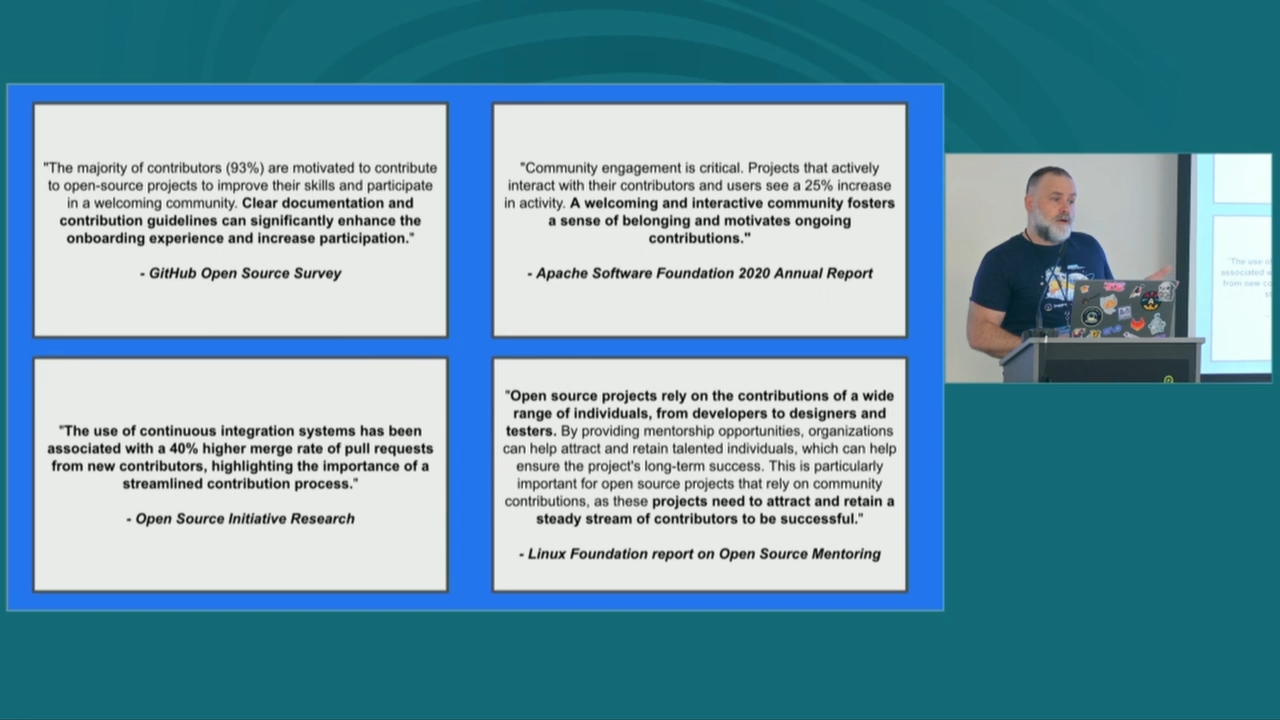 "The majority of contributors (93%) are motivated to contribute
to open-source projects to improve their skills and participate
in a welcoming community. Clear documentation and
contribution guidelines can significantly enhance the
onboarding experience and increase participation."
- GitHub Open Source Survey
"Community engagement is critical. Projects that actively
interact with their contributors and users see a 25% increase
in activity. A welcoming and interactive community fosters
a sense of belonging and motivates ongoing
contributions."
- Apache Software Foundation 2020 Annual Report
"The use of continuous integration systems has been
associated with a 40% higher merge rate of pull requests
from new contributors, highlighting the importance of a
streamlined contribution process."
- Open Source Initiative Research
"Open source projects rely on the contributions of a wide
range of individuals, from developers to designers and
testers. By providing mentorship opportunities, organizations
can help attract and retain talented individuals, which can help
ensure the project's long-term success. This is particularly
important for open source projects that rely on community
contributions, as these projects need to attract and retain a
steady stream of contributors to be successful."
- Linux Foundation report on Open Source Mentoring
"The use of
associated w
from new co